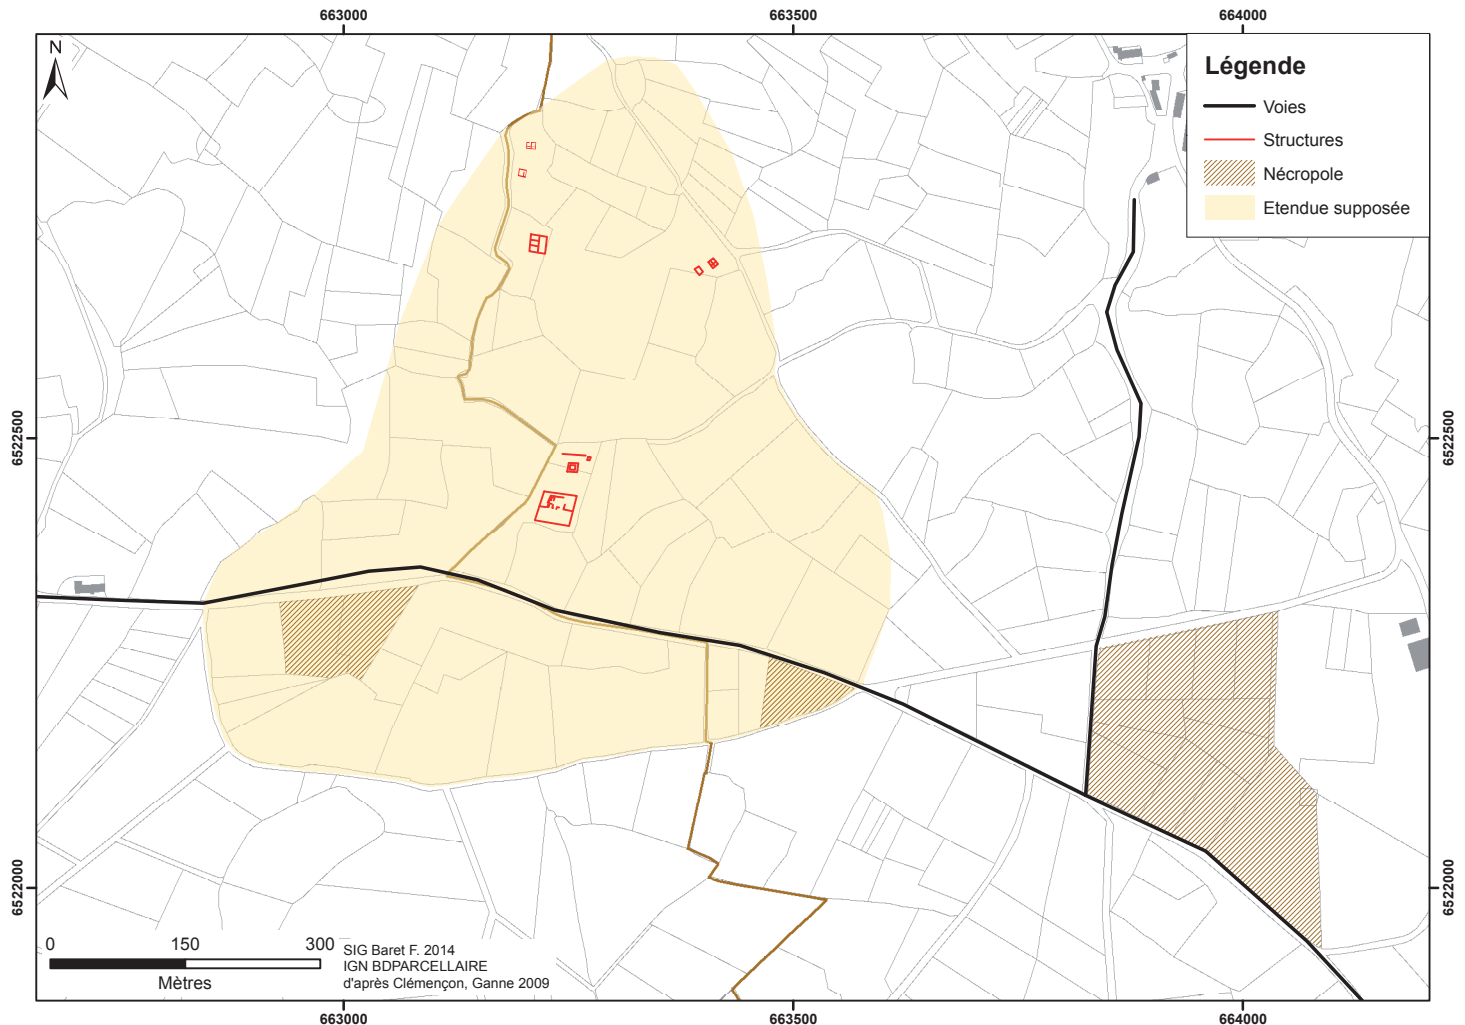 663000
663500
664000
N
Légende
Voies
Structures
Nécropole
Etendue supposée
6522500
6522500
6522000
6522000
0 150 300
Mètres
SIG Baret F. 2014
IGN BDPARCELLAIRE
d'après Clémençon, Ganne 2009
663000
663500
664000